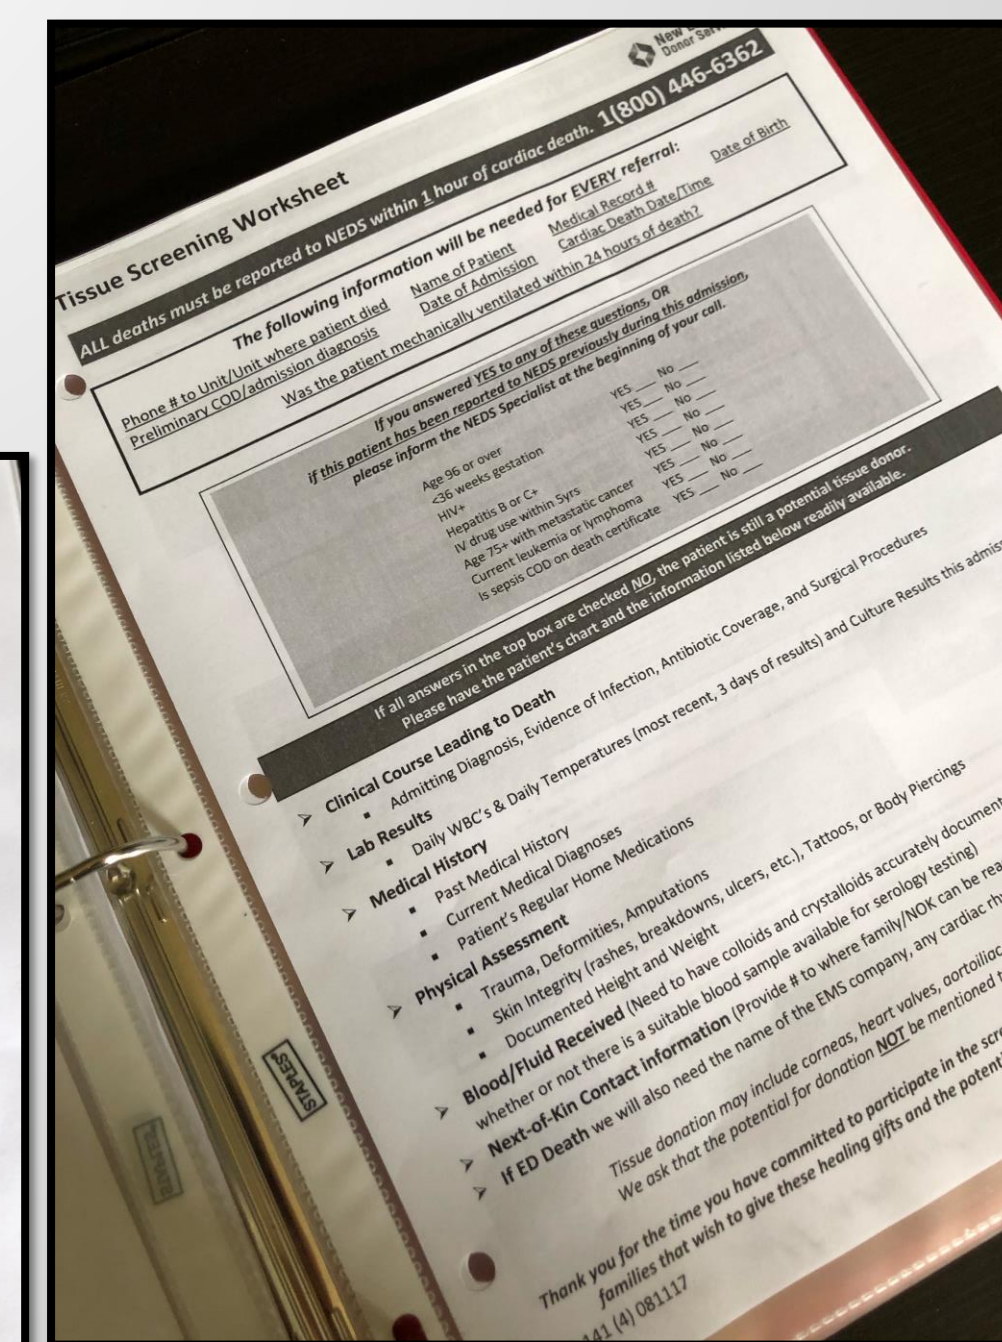 New
Donor Ser
Tissue Screening Worksheet
ALL deaths must be reported to NEDS within 1 hour of cardiac death. 1(800) 446-6362
The following information will be needed for EVERY referral:
Phone # to Unit/Unit where patient died Name of Patient Medical Record # Date of Birth
Preliminary COD/admission diagnosis Date of Admission Cardiac Death Date/Time
Was the patient mechanically ventilated within 24 hours of death?
If you answered YES to any of these questions, OR
if this patient has been reported to NEDS previously during this admission,
please inform the NEDS Specialist at the beginning of your call.
Age 96 or over YES ___ No ___
<36 weeks gestation YES ___ No ___
HIV+ YES ___ No ___
Hepatitis B or C+ YES ___ No ___
IV drug use within 5yrs YES ___ No ___
Age 75+ with metastatic cancer YES ___ No ___
Current leukemia or lymphoma YES ___ No ___
Is sepsis COD on death certificate YES ___ No ___
If all answers in the top box are checked NO, the patient is still a potential tissue donor.
Please have the patient's chart and the information listed below readily available.
➢ Clinical Course Leading to Death
▪ Admitting Diagnosis, Evidence of Infection, Antibiotic Coverage, and Surgical Procedures
➢ Lab Results
▪ Daily WBC's & Daily Temperatures (most recent, 3 days of results) and Culture Results this admis
➢ Medical History
▪ Past Medical History
▪ Current Medical Diagnoses
▪ Patient's Regular Home Medications
➢ Physical Assessment
▪ Trauma, Deformities, Amputations
▪ Skin Integrity (rashes, breakdowns, ulcers, etc.), Tattoos, or Body Piercings
▪ Documented Height and Weight
➢ Blood/Fluid Received (Need to have colloids and crystalloids accurately document
whether or not there is a suitable blood sample available for serology testing)
➢ Next-of-Kin Contact information (Provide # to where family/NOK can be rea
➢ If ED Death we will also need the name of the EMS company, any cardiac rh
Tissue donation may include corneas, heart valves, aortoiliac
We ask that the potential for donation NOT be mentioned t
Thank you for the time you have committed to participate in the scre
families that wish to give these healing gifts and the potenti
141 (4) 081117
STAPLES
STAPLES